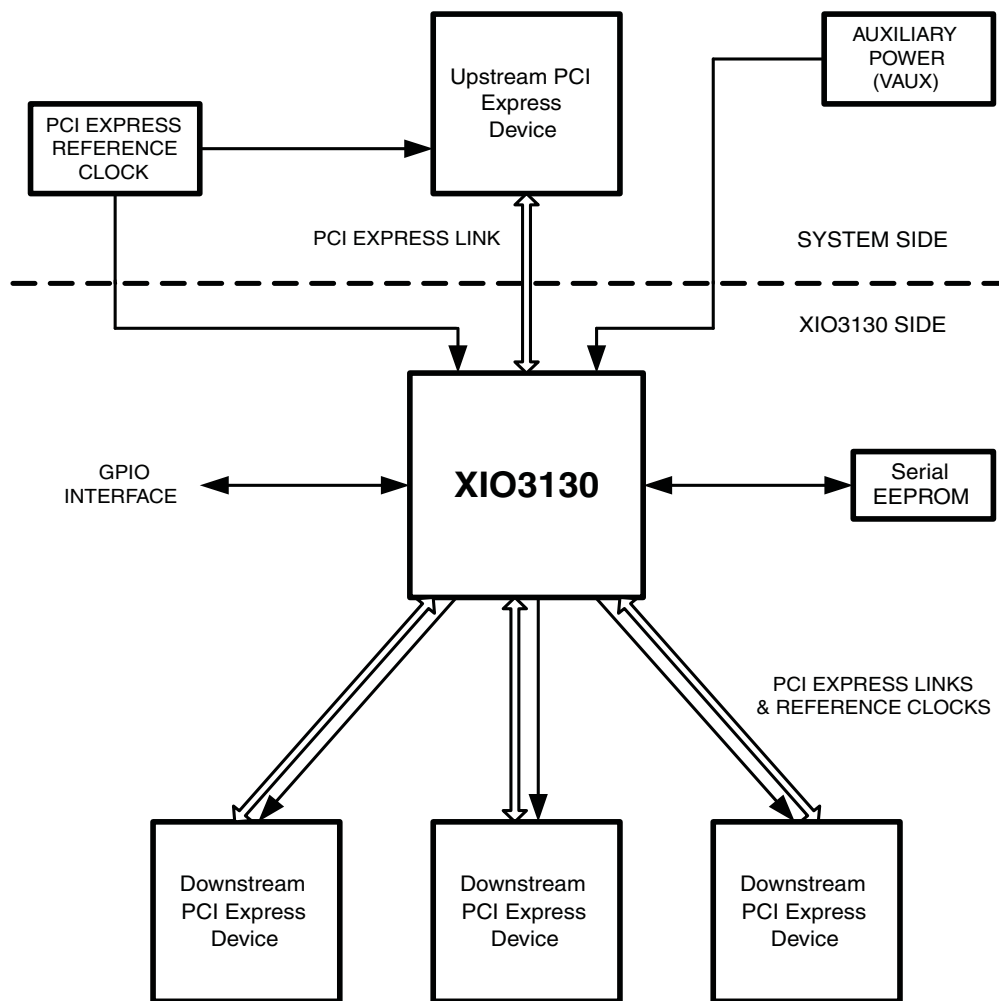 Upstream PCI
Express
Device
AUXILIARY
POWER
(VAUX)
PCI EXPRESS
REFERENCE
CLOCK
PCI EXPRESS LINK
SYSTEM SIDE
XIO3130 SIDE
GPIO
INTERFACE
XIO3130
Serial
EEPROM
PCI EXPRESS LINKS
& REFERENCE CLOCKS
Downstream
PCI Express
Device
Downstream
PCI Express
Device
Downstream
PCI Express
Device